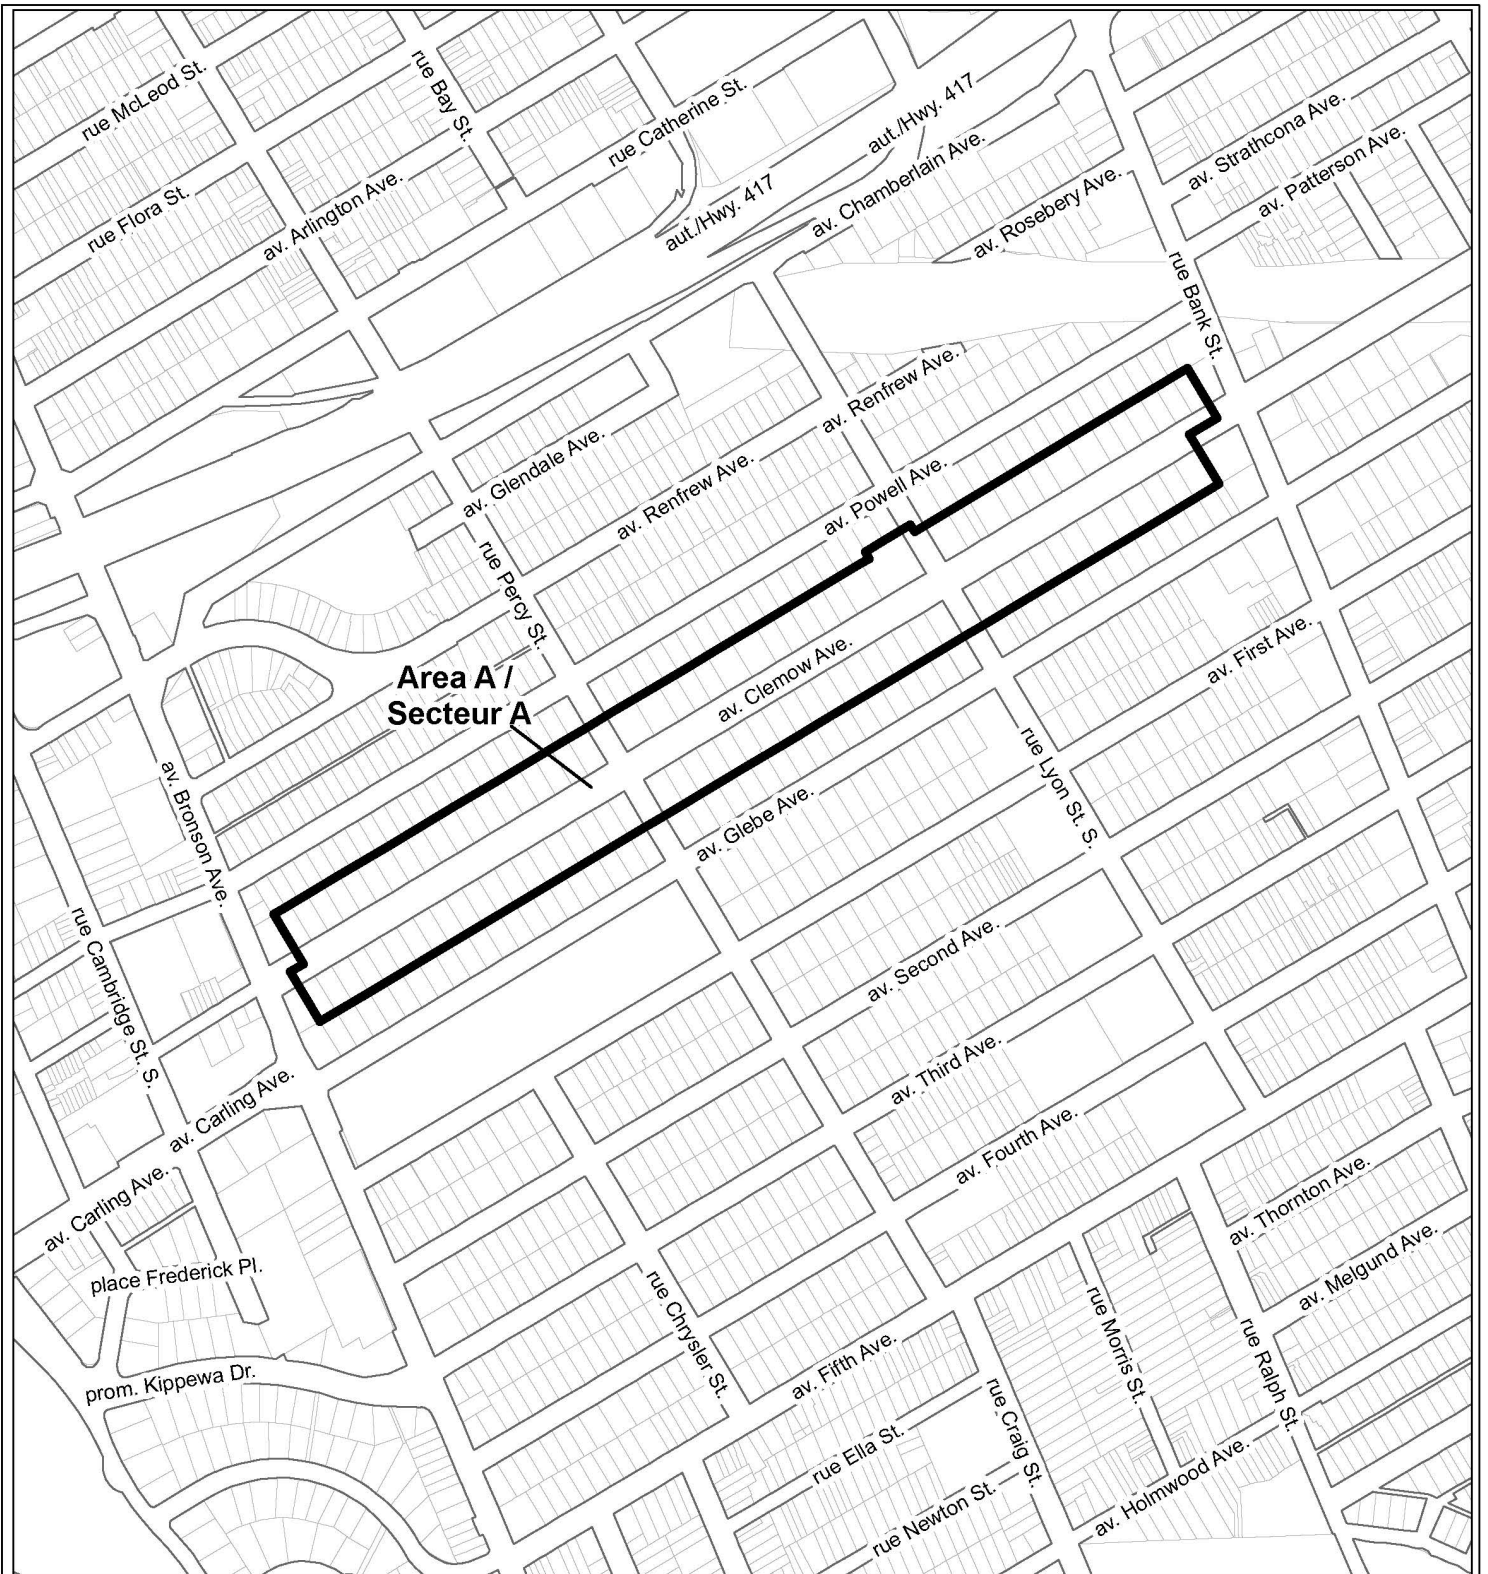 rue McLeod St.
rue Bay St.
rue Catherine St.
aut./Hwy. 417
av. Strathcona Ave.
av. Patterson Ave.
rue Flora St.
av. Arlington Ave.
aut./Hwy. 417
av. Chamberlain Ave.
av. Rosebery Ave.
rue Bank St.
av. Renfrew Ave.
av. Glendale Ave.
av. Renfrew Ave.
av. Powell Ave.
rue Percy St.
Area A /
Secteur A
av. Clemow Ave.
av. First Ave.
av. Bronson Ave.
av. Glebe Ave.
rue Lyon St. S.
rue Cambridge St. S.
av. Second Ave.
av. Third Ave.
av. Carling Ave.
av. Fourth Ave.
av. Carling Ave.
av. Thornton Ave.
place Frederick Pl.
av. Melgund Ave.
rue Chrysler St.
rue Morris St.
rue Ralph St.
av. Fifth Ave.
prom. Kippewa Dr.
rue Craig St.
rue Ella St.
rue Newton St.
av. Holmwood Ave.